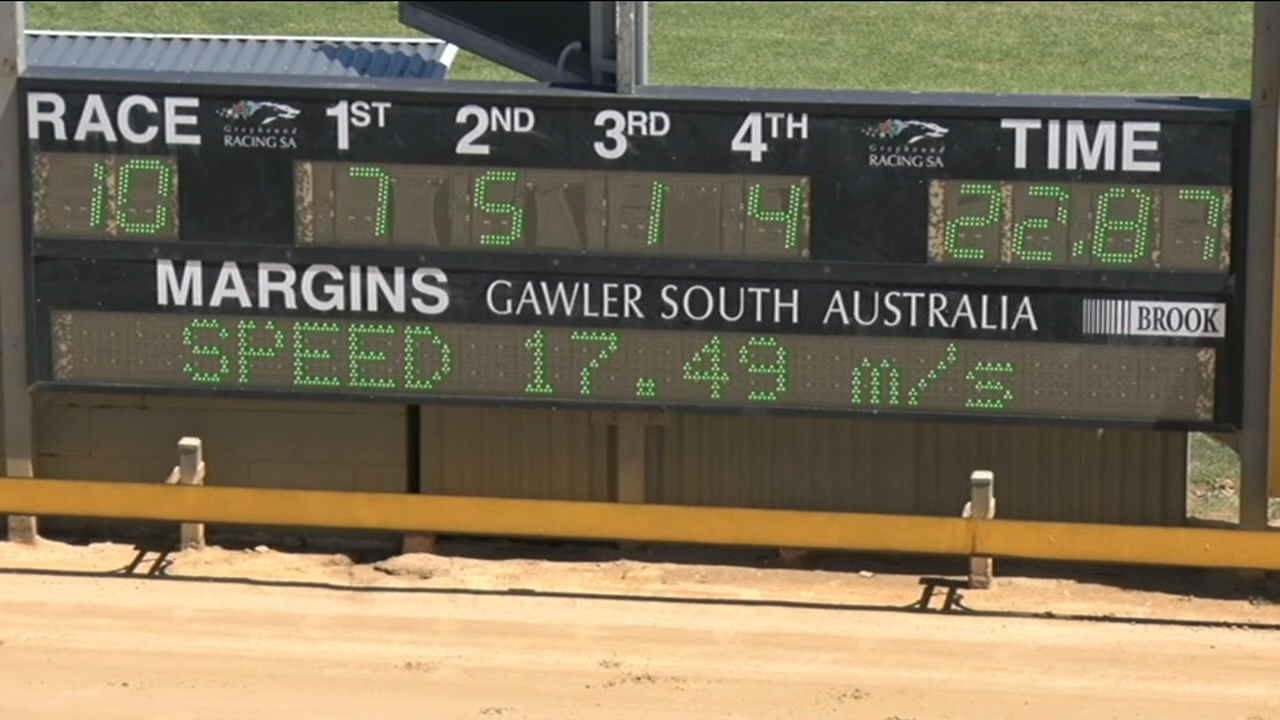 RACE Greyhound RACING SA 1ST 2ND 3RD 4TH Greyhound RACING SA TIME
10 7 5 1 4 22.87
MARGINS GAWLER SOUTH AUSTRALIA BROOK
SPEED 17.49 m/s